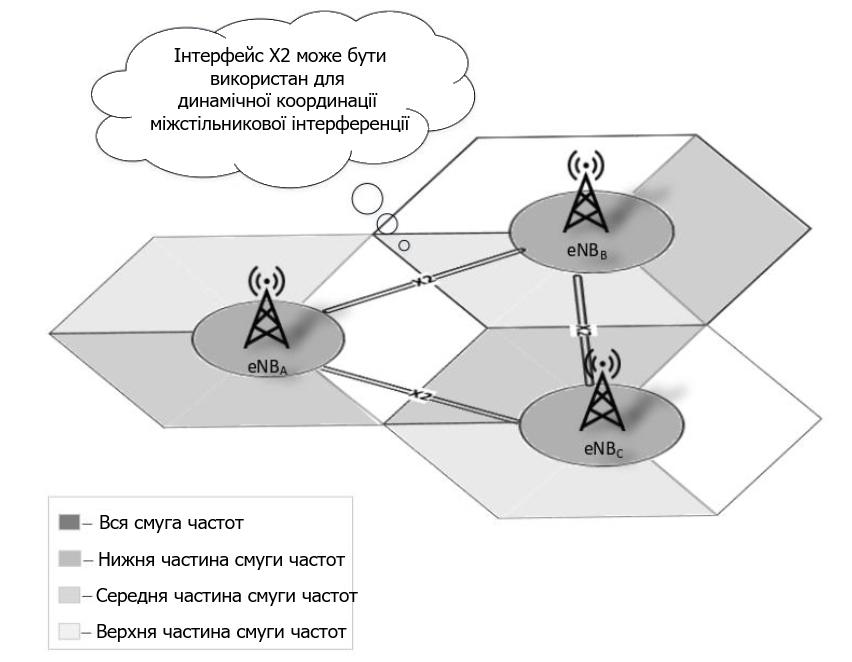 Інтерфейс X2 може бути
використан для
динамічної координації
міжстільникової інтерференції
eNBB
X2
eNBA
X2
X2
eNBC
– Вся смуга частот
– Нижня частина смуги частот
– Середня частина смуги частот
– Верхня частина смуги частот